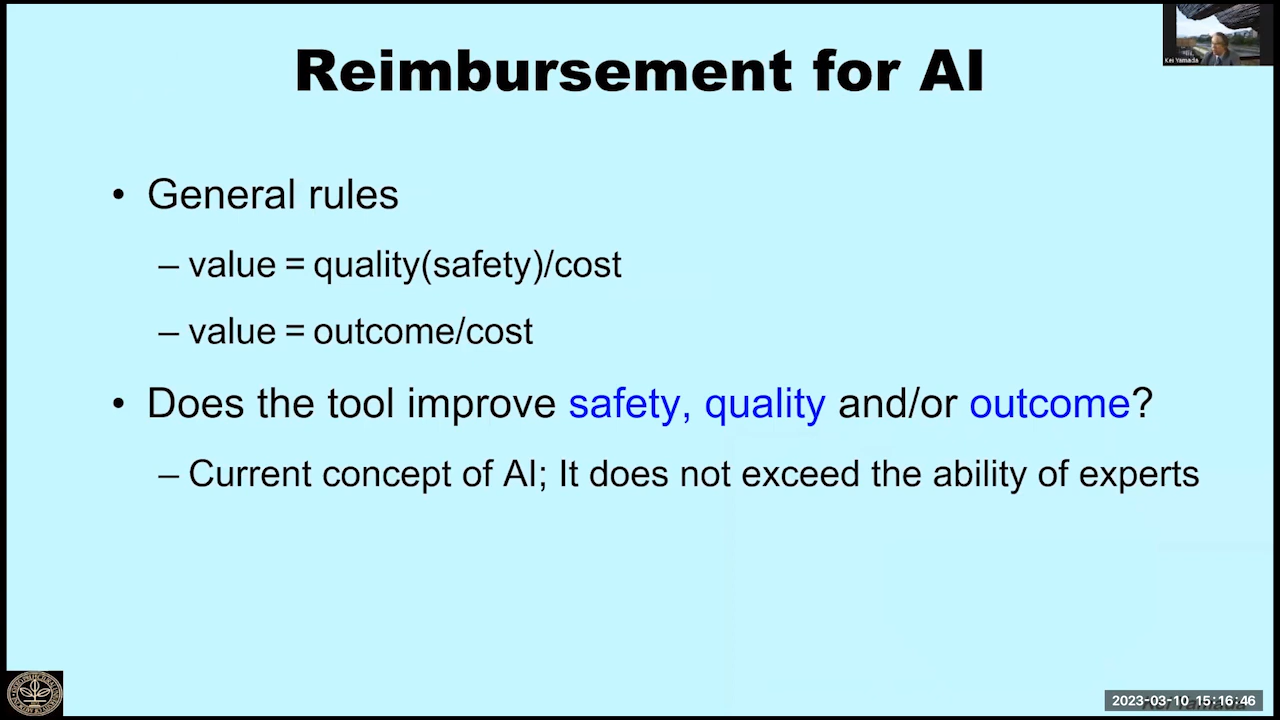 Reimbursement for AI
Kei Yamada
• General rules
– value = quality(safety)/cost
– value = outcome/cost
• Does the tool improve safety, quality and/or outcome?
– Current concept of AI; It does not exceed the ability of experts
2023-03-10 15:16:46